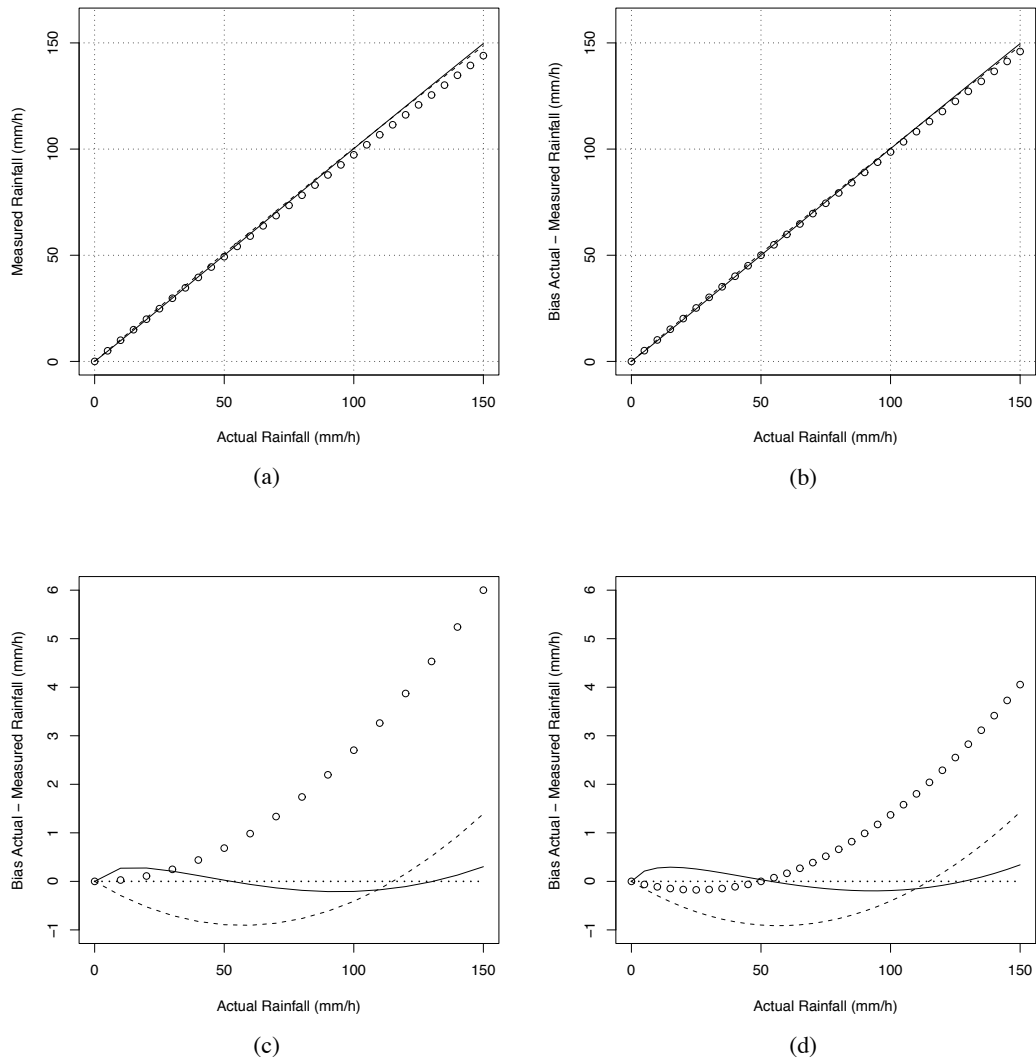 Measured Rainfall (mm/h)
150
100
50
0
0 50 100 150
Actual Rainfall (mm/h)
(a)
Bias Actual − Measured Rainfall (mm/h)
150
100
50
0
0 50 100 150
Actual Rainfall (mm/h)
(b)
Bias Actual − Measured Rainfall (mm/h)
6
5
4
3
2
1
0
−1
0 50 100 150
Actual Rainfall (mm/h)
(c)
Bias Actual − Measured Rainfall (mm/h)
6
5
4
3
2
1
0
−1
0 50 100 150
Actual Rainfall (mm/h)
(d)